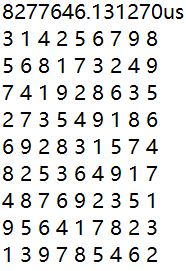 8277646.131270us
3 1 4 2 5 6 7 9 8
5 6 8 1 7 3 2 4 9
7 4 1 9 2 8 6 3 5
2 7 3 5 4 9 1 8 6
6 9 2 8 3 1 5 7 4
8 2 5 3 6 4 9 1 7
4 8 7 6 9 2 3 5 1
9 5 6 4 1 7 8 2 3
1 3 9 7 8 5 4 6 2